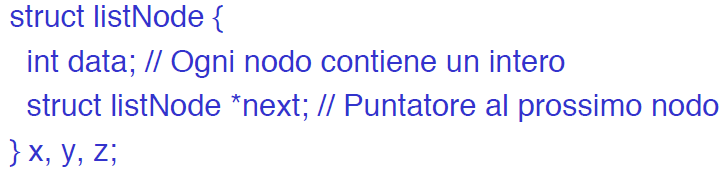 struct listNode {
int data; // Ogni nodo contiene un intero
struct listNode *next; // Puntatore al prossimo nodo
} x, y, z;